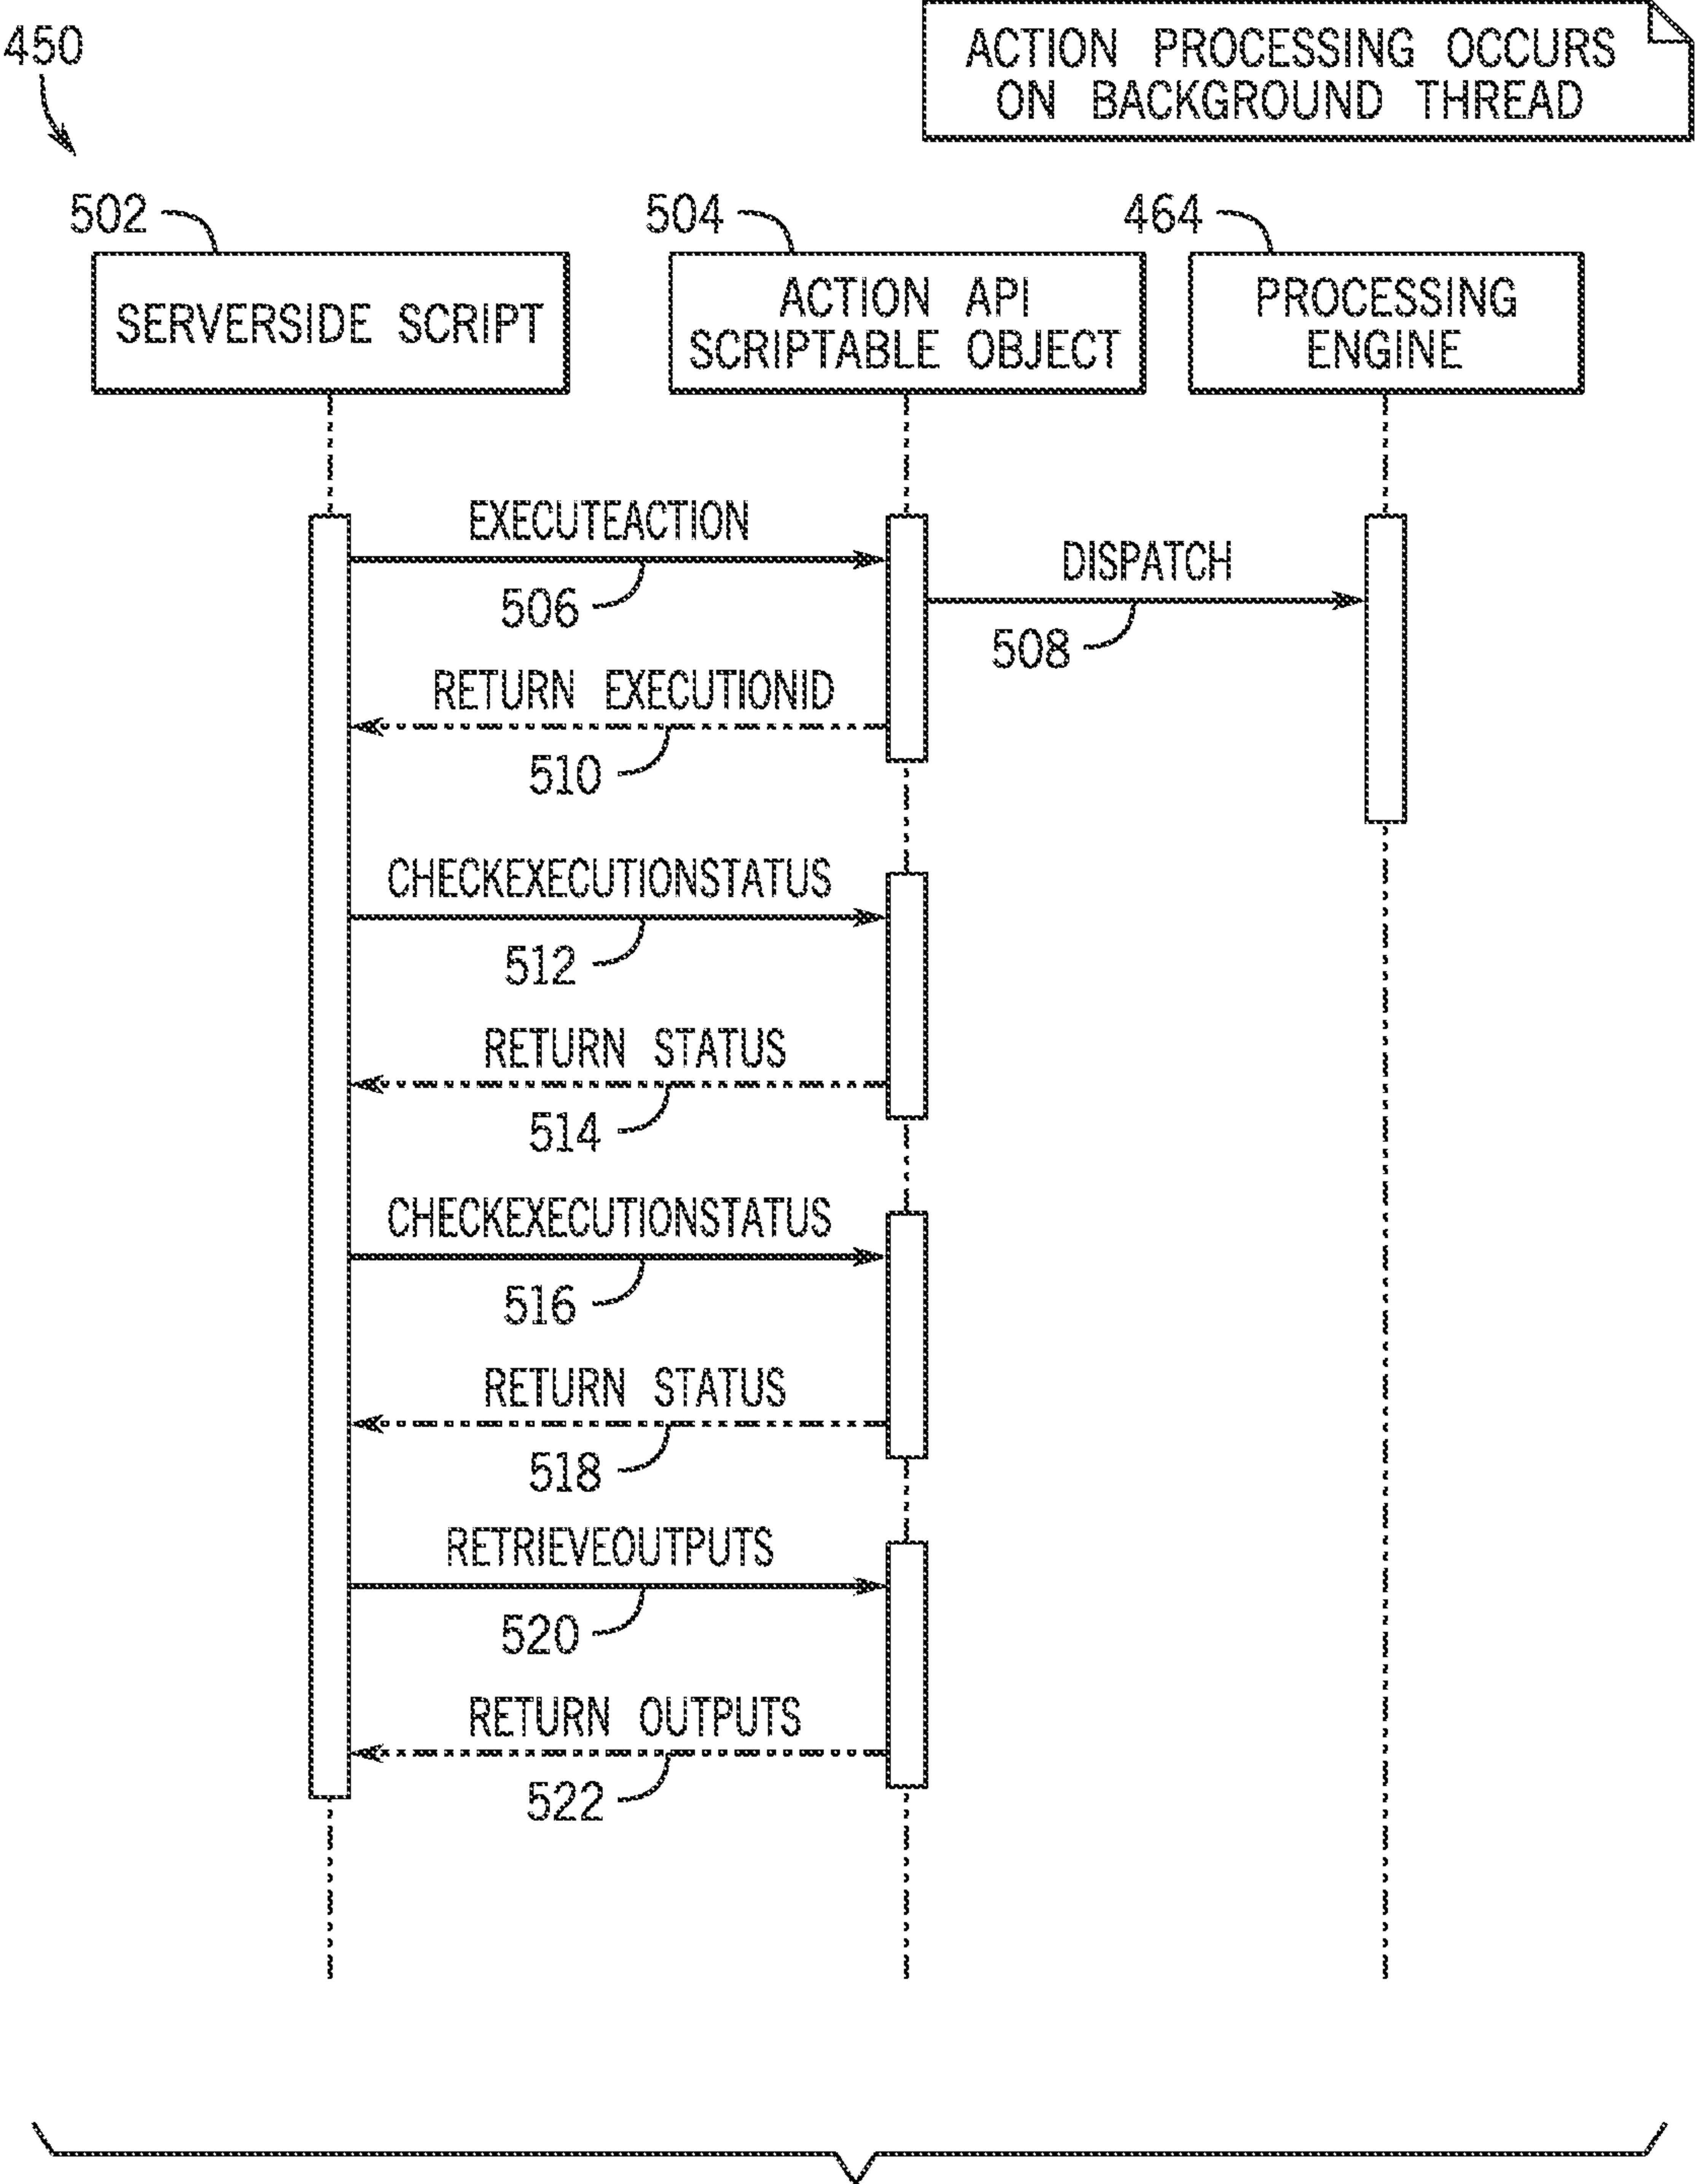 450
ACTION PROCESSING OCCURS
ON BACKGROUND THREAD
502
504
464
SERVERSIDE SCRIPT
ACTION API
SCRIPTABLE OBJECT
PROCESSING
ENGINE
EXECUTEACTION
506
DISPATCH
508
RETURN EXECUTIONID
510
CHECKEXECUTIONSTATUS
512
RETURN STATUS
514
CHECKEXECUTIONSTATUS
516
RETURN STATUS
518
RETRIEVEOUTPUTS
520
RETURN OUTPUTS
522